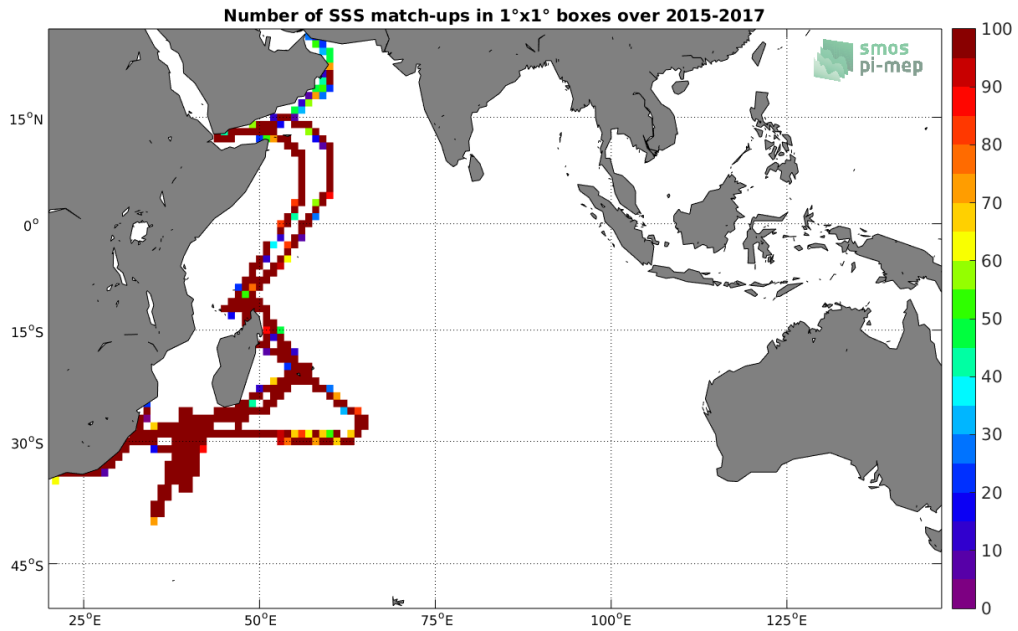 Number of SSS match-ups in 1°x1° boxes over 2015-2017
smos
pi-mep
15°N
0°
15°S
30°S
45°S
25°E
50°E
75°E
100°E
125°E
100
90
80
70
60
50
40
30
20
10
0